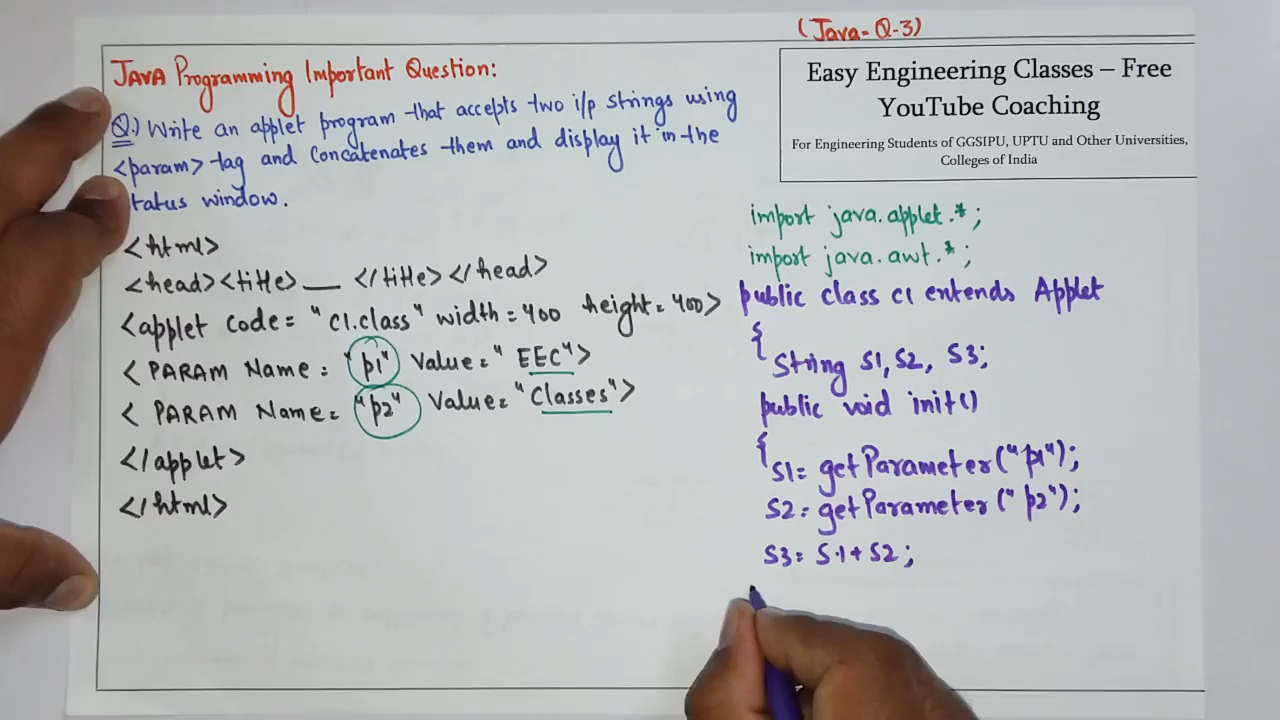 (Java-Q-3)
JAVA Programming Important Question:
Easy Engineering Classes – Free
YouTube Coaching
For Engineering Students of GGSIPU, UPTU and Other Universities,
Colleges of India
Q.) Write an applet program that accepts two i/p strings using
<param> tag and concatenates them and display it in the
tatus window.
<html>
<head><title>__ </title></head>
<applet code= "C1.class" width=400 height=400>
<PARAM Name= "p1" Value="EEC">
<PARAM Name= "p2" Value="Classes">
</applet>
</html>
import java.applet.*;
import java.awt.*;
public class C1 extends Applet
{
String S1, S2, S3;
public void init()
{
S1= getParameter("p1");
S2= getParameter("p2");
S3= S1+S2;